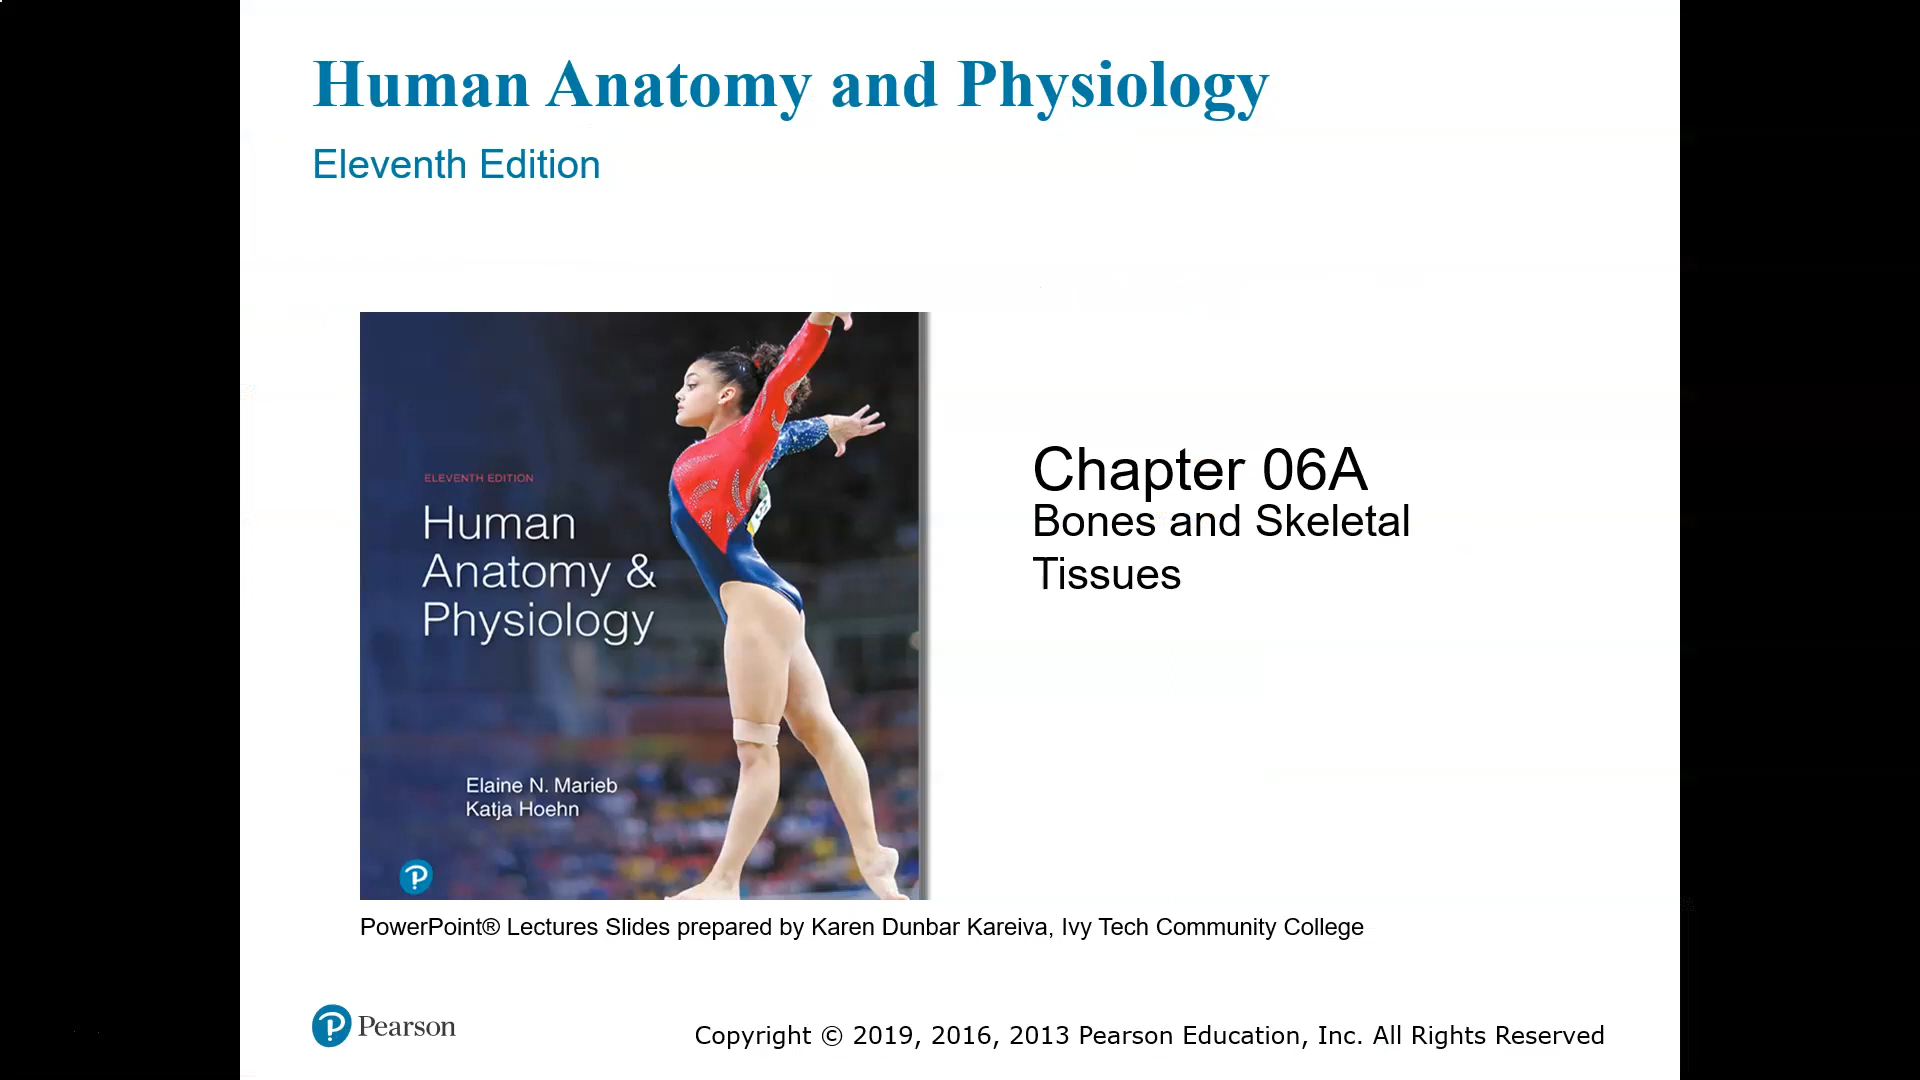 Human Anatomy and Physiology
Eleventh Edition
ELEVENTH EDITION
Human
Anatomy &
Physiology
Elaine N. Marieb
Katja Hoehn
Chapter 06A
Bones and Skeletal
Tissues
PowerPoint® Lectures Slides prepared by Karen Dunbar Kareiva, Ivy Tech Community College
Pearson
Copyright © 2019, 2016, 2013 Pearson Education, Inc. All Rights Reserved